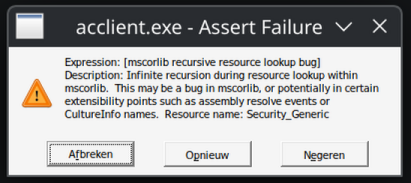 acclient.exe - Assert Failure
Expression: [mscorlib recursive resource lookup bug]
Description: Infinite recursion during resource lookup within
mscorlib.  This may be a bug in mscorlib, or potentially in certain
extensibility points such as assembly resolve events or
CultureInfo names.  Resource name: Security_Generic
Afbreken Opnieuw Negeren